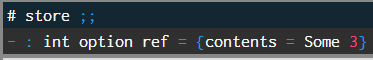 # store ;;
- : int option ref = {contents = Some 3}